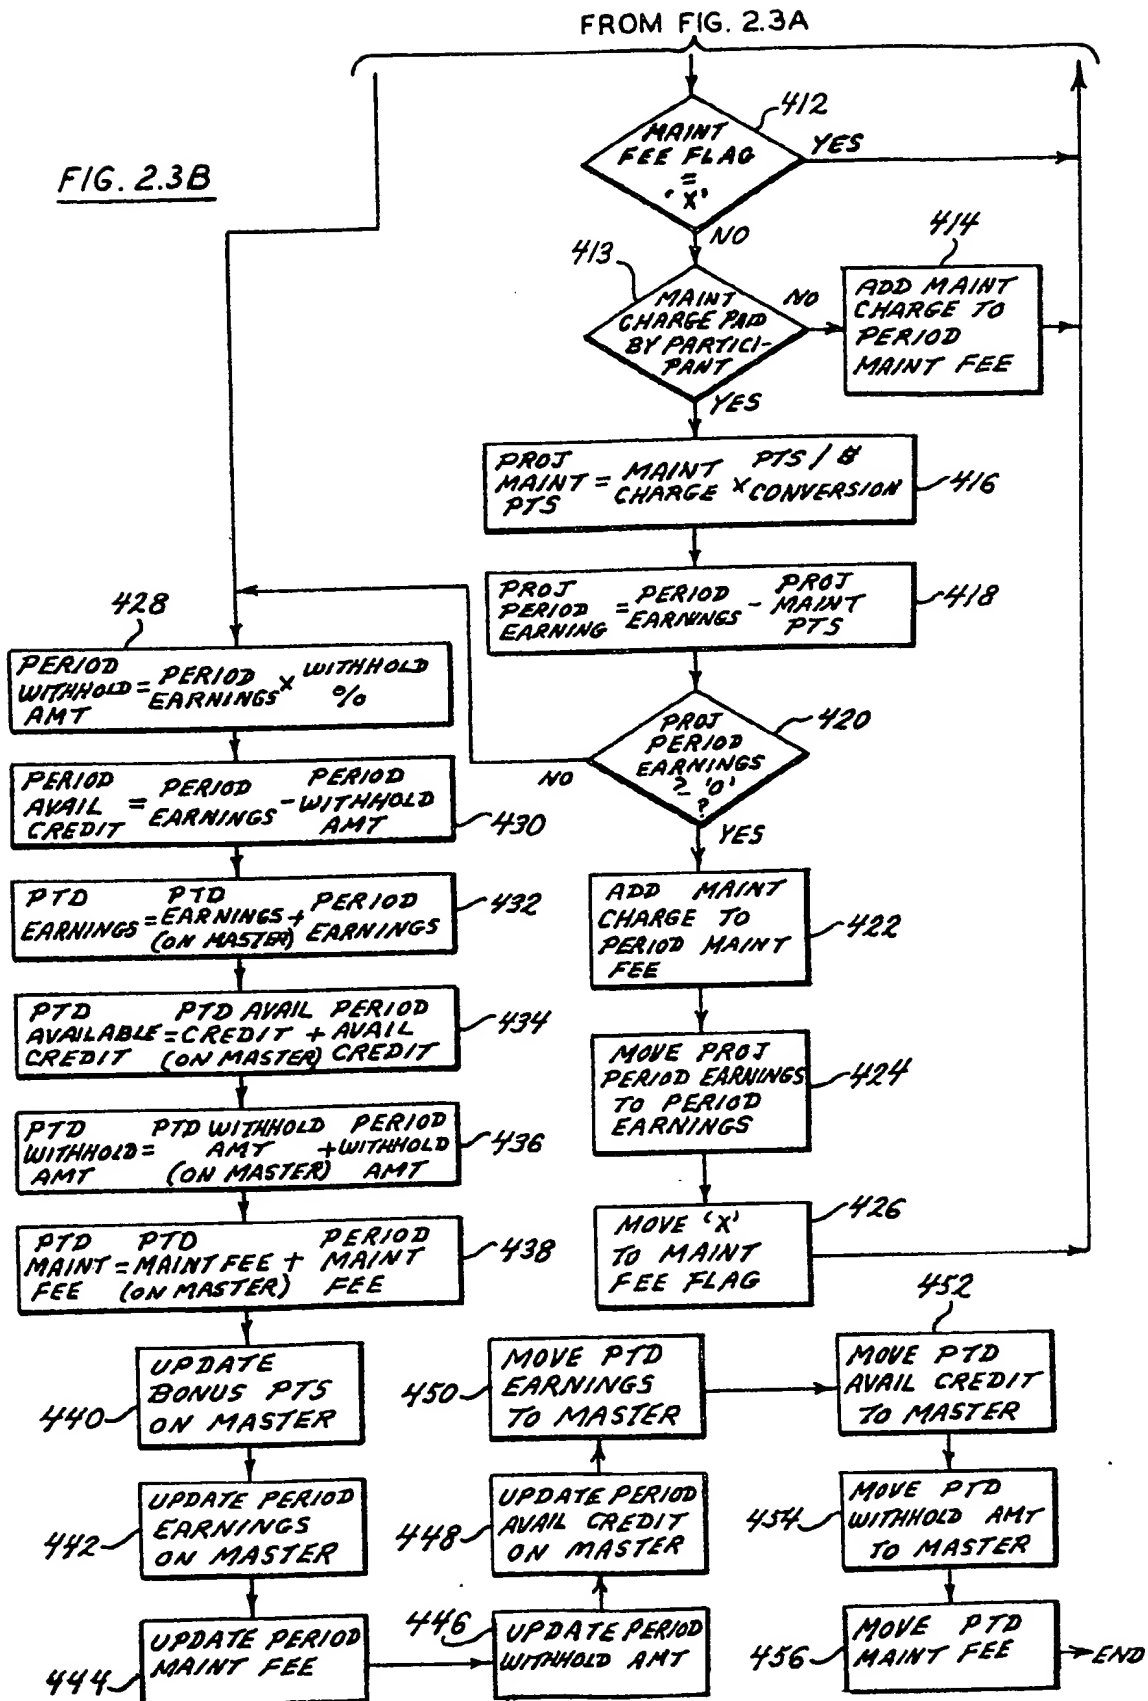 FROM FIG. 2.3A
FIG. 2.3B
412
MAINT
FEE FLAG
=
'X'
YES
NO
413
MAINT
CHARGE PAID
BY PARTICI-
PANT
NO
YES
414
ADD MAINT
CHARGE TO
PERIOD
MAINT FEE
PROJ MAINT PTS / $
MAINT = CHARGE × CONVERSION
PTS
416
PROJ PERIOD PROJ
PERIOD = EARNINGS - MAINT
EARNING PTS
418
PROJ
PERIOD
EARNINGS
≥ '0'
?
420
NO
YES
ADD MAINT
CHARGE TO
PERIOD MAINT
FEE
422
MOVE PROJ
PERIOD EARNINGS
TO PERIOD
EARNINGS
424
MOVE 'X'
TO MAINT
FEE FLAG
426
428
PERIOD PERIOD WITHHOLD
WITHHOLD = EARNINGS × %
AMT
PERIOD PERIOD PERIOD
AVAIL = EARNINGS - WITHHOLD
CREDIT AMT
430
PTD PTD PERIOD
EARNINGS = EARNINGS + EARNINGS
(ON MASTER)
432
PTD PTD AVAIL PERIOD
AVAILABLE = CREDIT + AVAIL
CREDIT (ON MASTER) CREDIT
434
PTD PTD WITHHOLD PERIOD
WITHHOLD = AMT + WITHHOLD
AMT (ON MASTER) AMT
436
PTD PTD PERIOD
MAINT = MAINT FEE + MAINT
FEE (ON MASTER) FEE
438
UPDATE
BONUS PTS
ON MASTER
440
UPDATE PERIOD
EARNINGS
ON MASTER
442
UPDATE PERIOD
MAINT FEE
444
446
UPDATE PERIOD
WITHHOLD AMT
UPDATE PERIOD
AVAIL CREDIT
ON MASTER
448
MOVE PTD
EARNINGS
TO MASTER
450
452
MOVE PTD
AVAIL CREDIT
TO MASTER
MOVE PTD
WITHHOLD AMT
TO MASTER
454
MOVE PTD
MAINT FEE
456
END